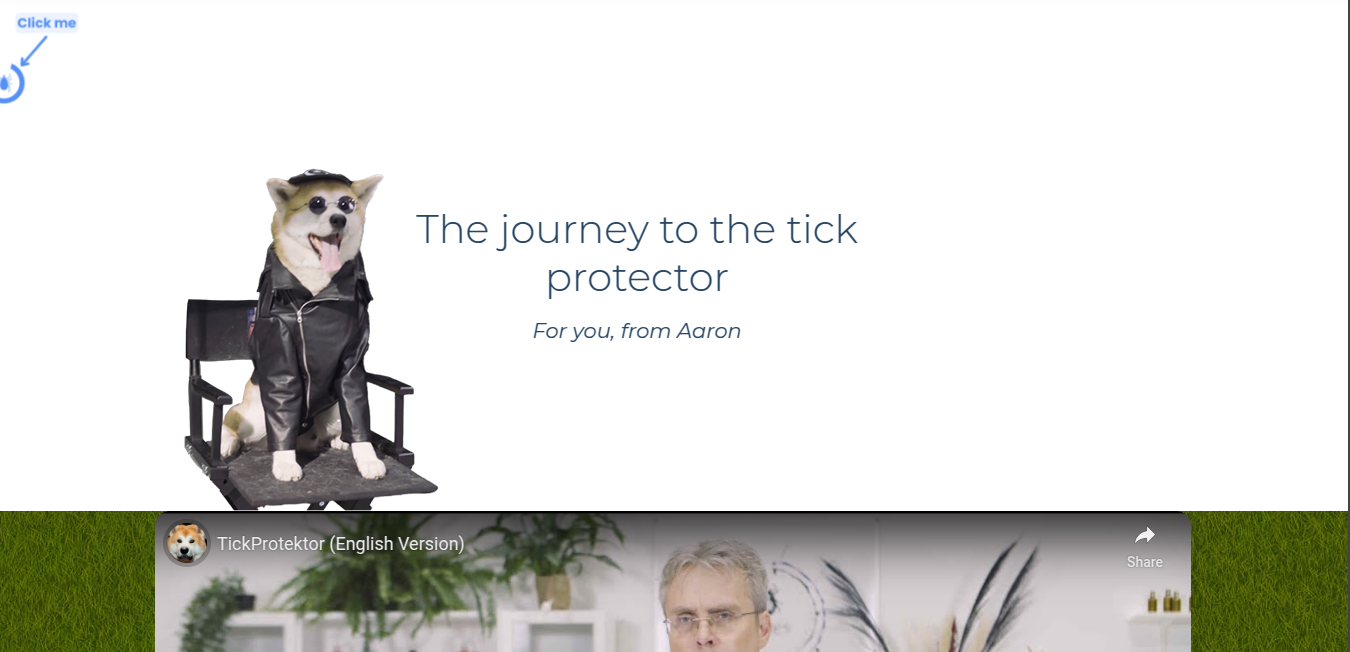 Click me
The journey to the tick
protector
For you, from Aaron
TickProtektor (English Version)
Share